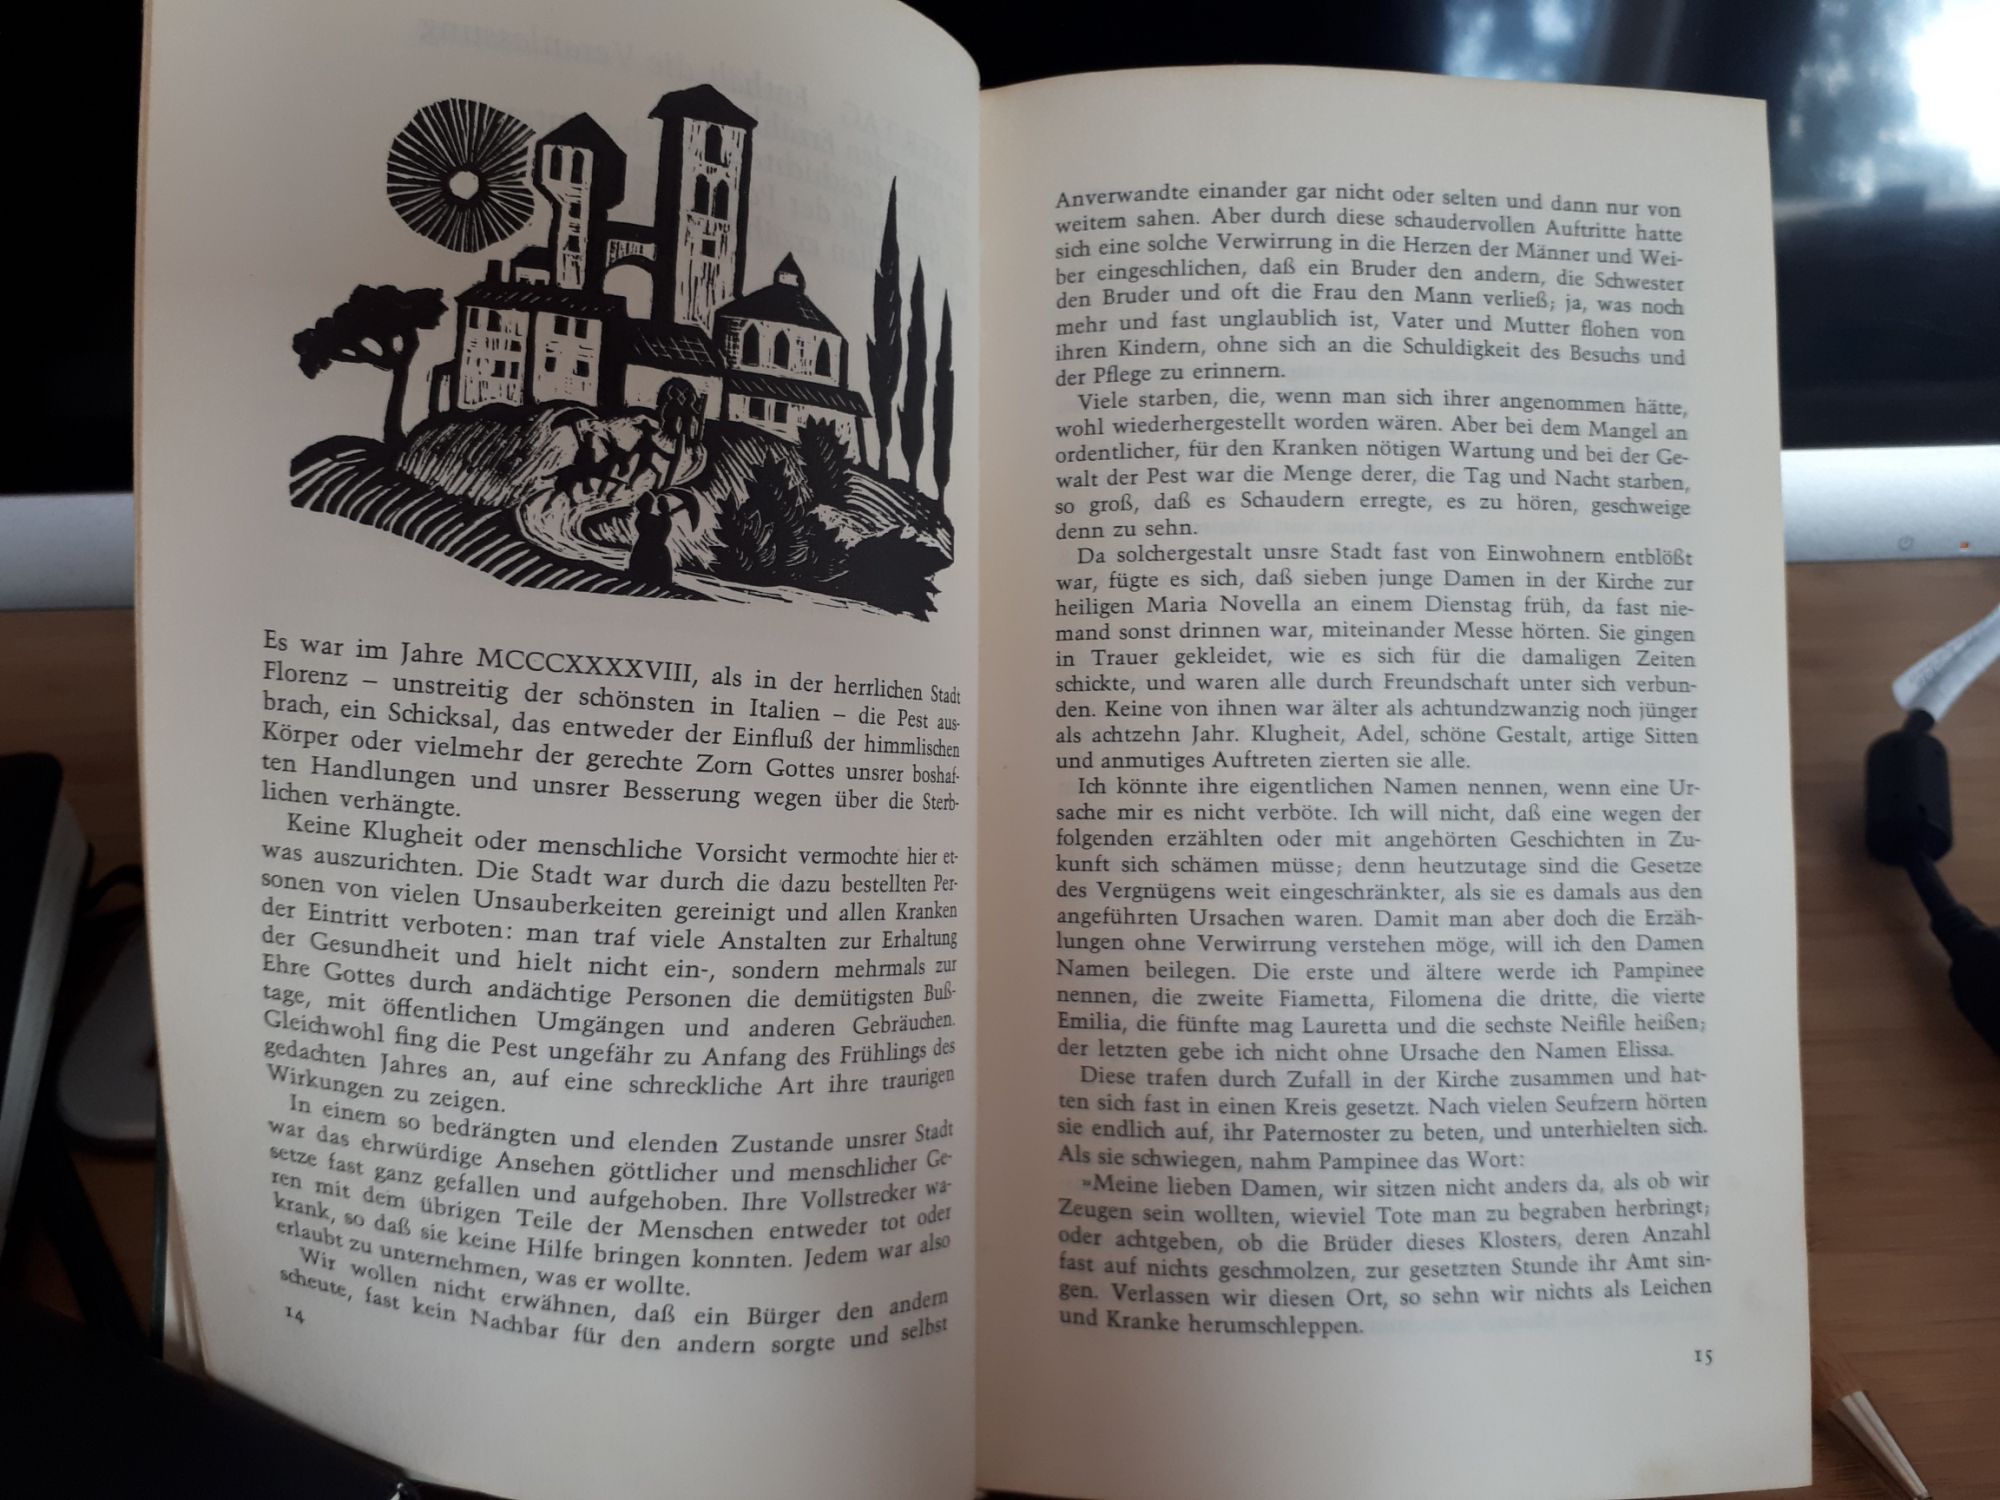 Es war im Jahre MCCCXXXXVIII, als in der herrlichen Stadt
Florenz – unstreitig der schönsten in Italien – die Pest aus-
brach, ein Schicksal, das entweder der Einfluß der himmlischen
Körper oder vielmehr der gerechte Zorn Gottes unsrer boshaf-
ten Handlungen und unsrer Besserung wegen über die Sterb-
lichen verhängte.
Keine Klugheit oder menschliche Vorsicht vermochte hier et-
was auszurichten. Die Stadt war durch die dazu bestellten Per-
sonen von vielen Unsauberkeiten gereinigt und allen Kranken
der Eintritt verboten: man traf viele Anstalten zur Erhaltung
der Gesundheit und hielt nicht ein-, sondern mehrmals zur
Ehre Gottes durch andächtige Personen die demütigsten Buß-
tage, mit öffentlichen Umgängen und anderen Gebräuchen.
Gleichwohl fing die Pest ungefähr zu Anfang des Frühlings des
gedachten Jahres an, auf eine schreckliche Art ihre traurigen
Wirkungen zu zeigen.
In einem so bedrängten und elenden Zustande unsrer Stadt
war das ehrwürdige Ansehen göttlicher und menschlicher Ge-
setze fast ganz gefallen und aufgehoben. Ihre Vollstrecker wa-
ren mit dem übrigen Teile der Menschen entweder tot oder
krank, so daß sie keine Hilfe bringen konnten. Jedem war also
erlaubt zu unternehmen, was er wollte.
Wir wollen nicht erwähnen, daß ein Bürger den andern
scheute, fast kein Nachbar für den andern sorgte und selbst
14
Anverwandte einander gar nicht oder selten und dann nur von
weitem sahen. Aber durch diese schaudervollen Auftritte hatte
sich eine solche Verwirrung in die Herzen der Männer und Wei-
ber eingeschlichen, daß ein Bruder den andern, die Schwester
den Bruder und oft die Frau den Mann verließ; ja, was noch
mehr und fast unglaublich ist, Vater und Mutter flohen von
ihren Kindern, ohne sich an die Schuldigkeit des Besuchs und
der Pflege zu erinnern.
Viele starben, die, wenn man sich ihrer angenommen hätte,
wohl wiederhergestellt worden wären. Aber bei dem Mangel an
ordentlicher, für den Kranken nötigen Wartung und bei der Ge-
walt der Pest war die Menge derer, die Tag und Nacht starben,
so groß, daß es Schaudern erregte, es zu hören, geschweige
denn zu sehn.
Da solchergestalt unsre Stadt fast von Einwohnern entblößt
war, fügte es sich, daß sieben junge Damen in der Kirche zur
heiligen Maria Novella an einem Dienstag früh, da fast nie-
mand sonst drinnen war, miteinander Messe hörten. Sie gingen
in Trauer gekleidet, wie es sich für die damaligen Zeiten
schickte, und waren alle durch Freundschaft unter sich verbun-
den. Keine von ihnen war älter als achtundzwanzig noch jünger
als achtzehn Jahr. Klugheit, Adel, schöne Gestalt, artige Sitten
und anmutiges Auftreten zierten sie alle.
Ich könnte ihre eigentlichen Namen nennen, wenn eine Ur-
sache mir es nicht verböte. Ich will nicht, daß eine wegen der
folgenden erzählten oder mit angehörten Geschichten in Zu-
kunft sich schämen müsse; denn heutzutage sind die Gesetze
des Vergnügens weit eingeschränkter, als sie es damals aus den
angeführten Ursachen waren. Damit man aber doch die Erzäh-
lungen ohne Verwirrung verstehen möge, will ich den Damen
Namen beilegen. Die erste und ältere werde ich Pampinee
nennen, die zweite Fiametta, Filomena die dritte, die vierte
Emilia, die fünfte mag Lauretta und die sechste Neifile heißen;
der letzten gebe ich nicht ohne Ursache den Namen Elissa.
Diese trafen durch Zufall in der Kirche zusammen und hat-
ten sich fast in einen Kreis gesetzt. Nach vielen Seufzern hörten
sie endlich auf, ihr Paternoster zu beten, und unterhielten sich.
Als sie schwiegen, nahm Pampinee das Wort:
»Meine lieben Damen, wir sitzen nicht anders da, als ob wir
Zeugen sein wollten, wieviel Tote man zu begraben herbringt;
oder achtgeben, ob die Brüder dieses Klosters, deren Anzahl
fast auf nichts geschmolzen, zur gesetzten Stunde ihr Amt sin-
gen. Verlassen wir diesen Ort, so sehn wir nichts als Leichen
und Kranke herumschleppen.
15